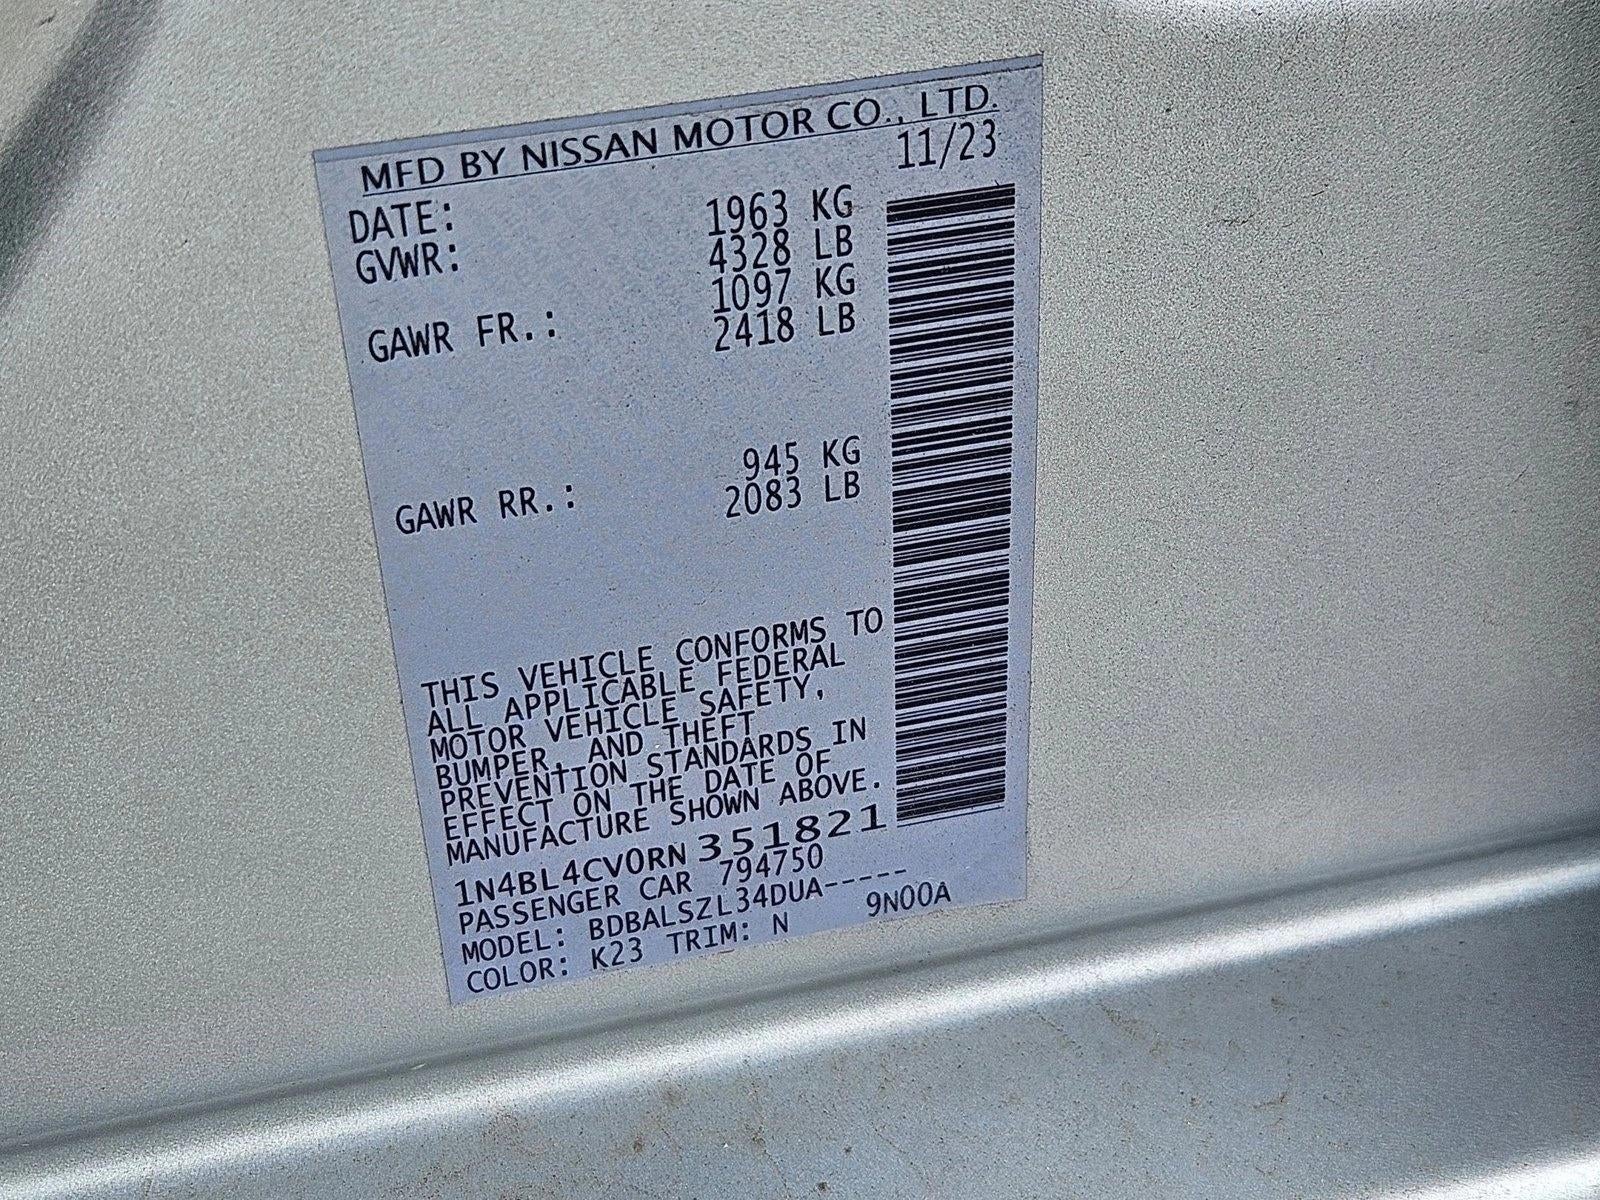 MFD BY NISSAN MOTOR CO., LTD.
DATE: 11/23
GVWR: 1963 KG
4328 LB
GAWR FR.: 1097 KG
2418 LB
GAWR RR.: 945 KG
2083 LB
THIS VEHICLE CONFORMS TO
ALL APPLICABLE FEDERAL
MOTOR VEHICLE SAFETY,
BUMPER, AND THEFT
PREVENTION STANDARDS IN
EFFECT ON THE DATE OF
MANUFACTURE SHOWN ABOVE.
1N4BL4CV0RN351821
PASSENGER CAR 794750
MODEL: BDBALSZL34DUA-----
COLOR: K23 TRIM: N 9N00A